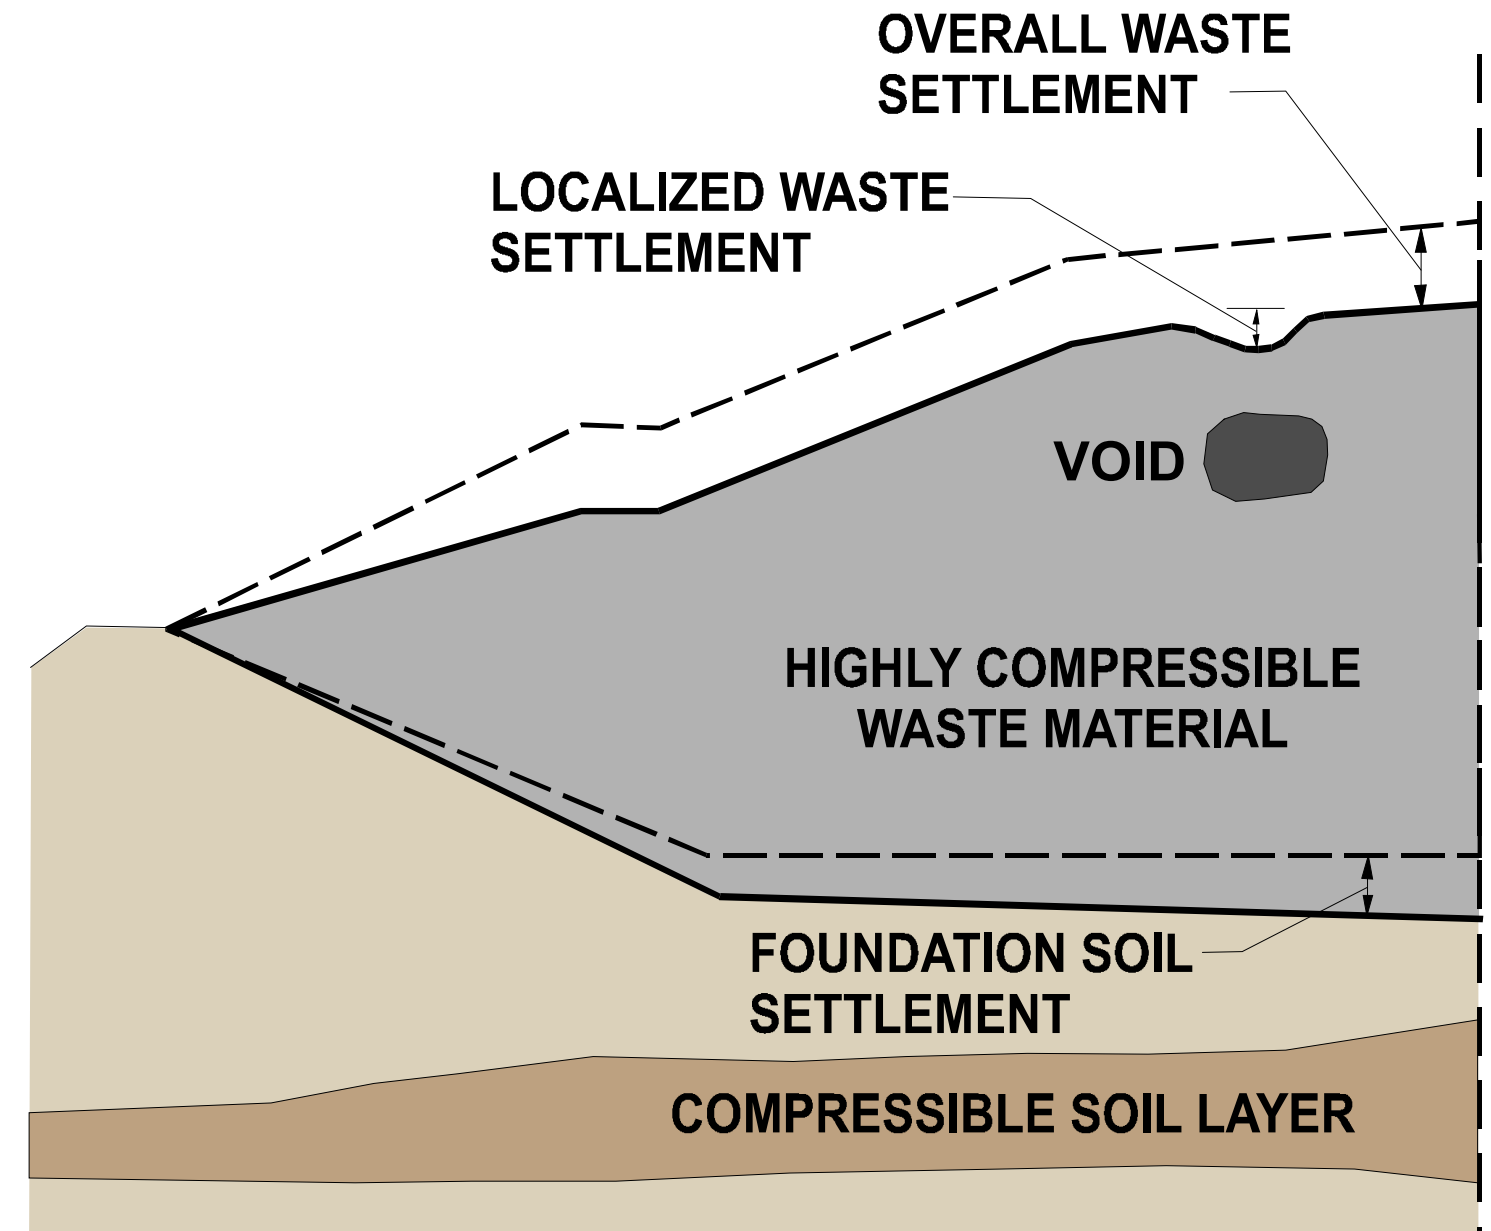 OVERALL WASTE
SETTLEMENT
LOCALIZED WASTE
SETTLEMENT
VOID
HIGHLY COMPRESSIBLE
WASTE MATERIAL
FOUNDATION SOIL
SETTLEMENT
COMPRESSIBLE SOIL LAYER